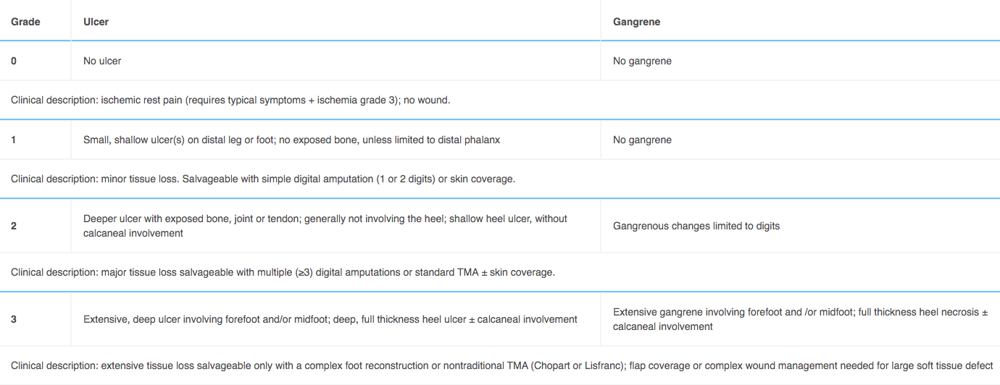 Grade Ulcer Gangrene
0 No ulcer No gangrene
Clinical description: ischemic rest pain (requires typical symptoms + ischemia grade 3); no wound.
1 Small, shallow ulcer(s) on distal leg or foot; no exposed bone, unless limited to distal phalanx No gangrene
Clinical description: minor tissue loss. Salvageable with simple digital amputation (1 or 2 digits) or skin coverage.
2 Deeper ulcer with exposed bone, joint or tendon; generally not involving the heel; shallow heel ulcer, without
calcaneal involvement
Gangrenous changes limited to digits
Clinical description: major tissue loss salvageable with multiple (≥3) digital amputations or standard TMA ± skin coverage.
3 Extensive, deep ulcer involving forefoot and/or midfoot; deep, full thickness heel ulcer ± calcaneal involvement
Extensive gangrene involving forefoot and /or midfoot; full thickness heel necrosis ±
calcaneal involvement
Clinical description: extensive tissue loss salvageable only with a complex foot reconstruction or nontraditional TMA (Chopart or Lisfranc); flap coverage or complex wound management needed for large soft tissue defect